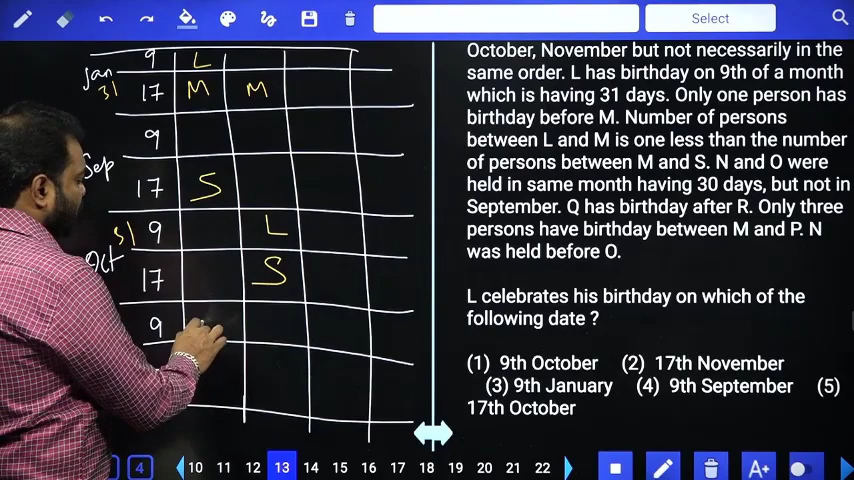 Select
9 L
Jan
31 17 M M
9
Sep
17 S
31 9 L
Oct
17 S
9
October, November but not necessarily in the
same order. L has birthday on 9th of a month
which is having 31 days. Only one person has
birthday before M. Number of persons
between L and M is one less than the number
of persons between M and S. N and O were
held in same month having 30 days, but not in
September. Q has birthday after R. Only three
persons have birthday between M and P. N
was held before O.
L celebrates his birthday on which of the
following date ?
(1) 9th October (2) 17th November
(3) 9th January (4) 9th September (5)
17th October
4 10 11 12 13 14 15 16 17 18 19 20 21 22 A+